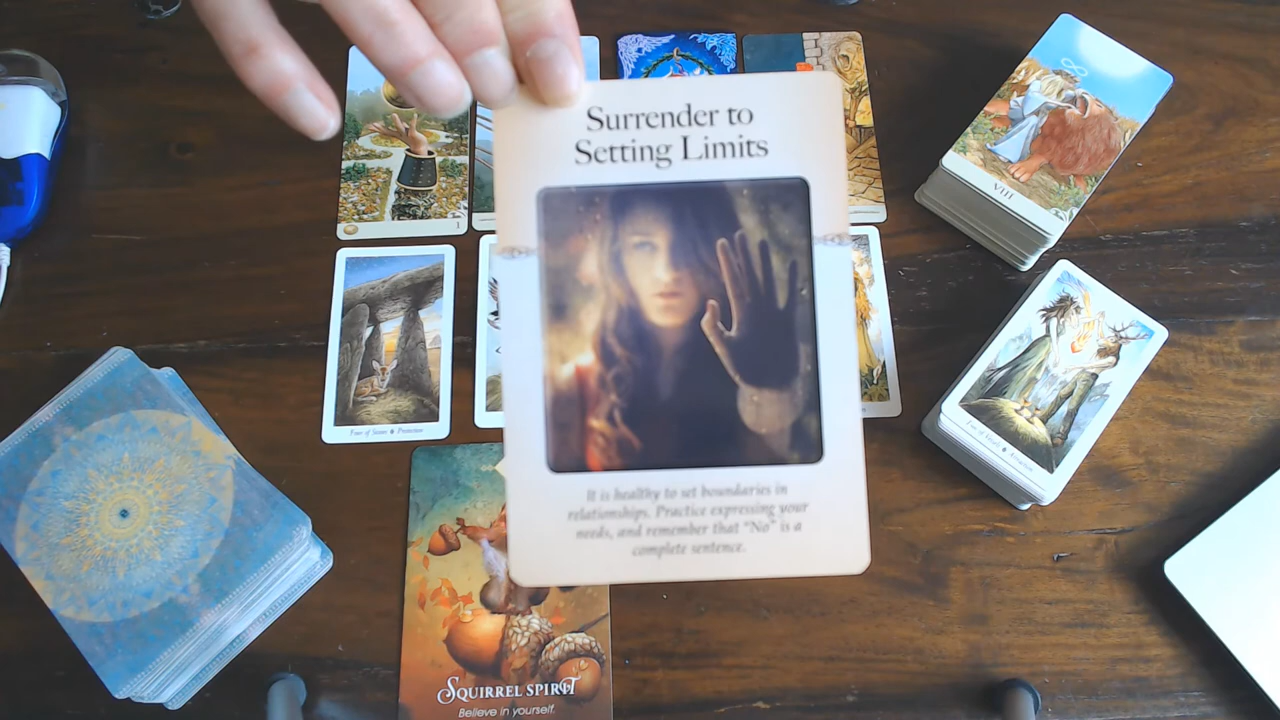 Surrender to
Setting Limits
It is healthy to set boundaries in
relationships. Practice expressing your
needs, and remember that "No" is a
complete sentence.
1
VIII
SQUIRREL SPIRIT
Believe in yourself.